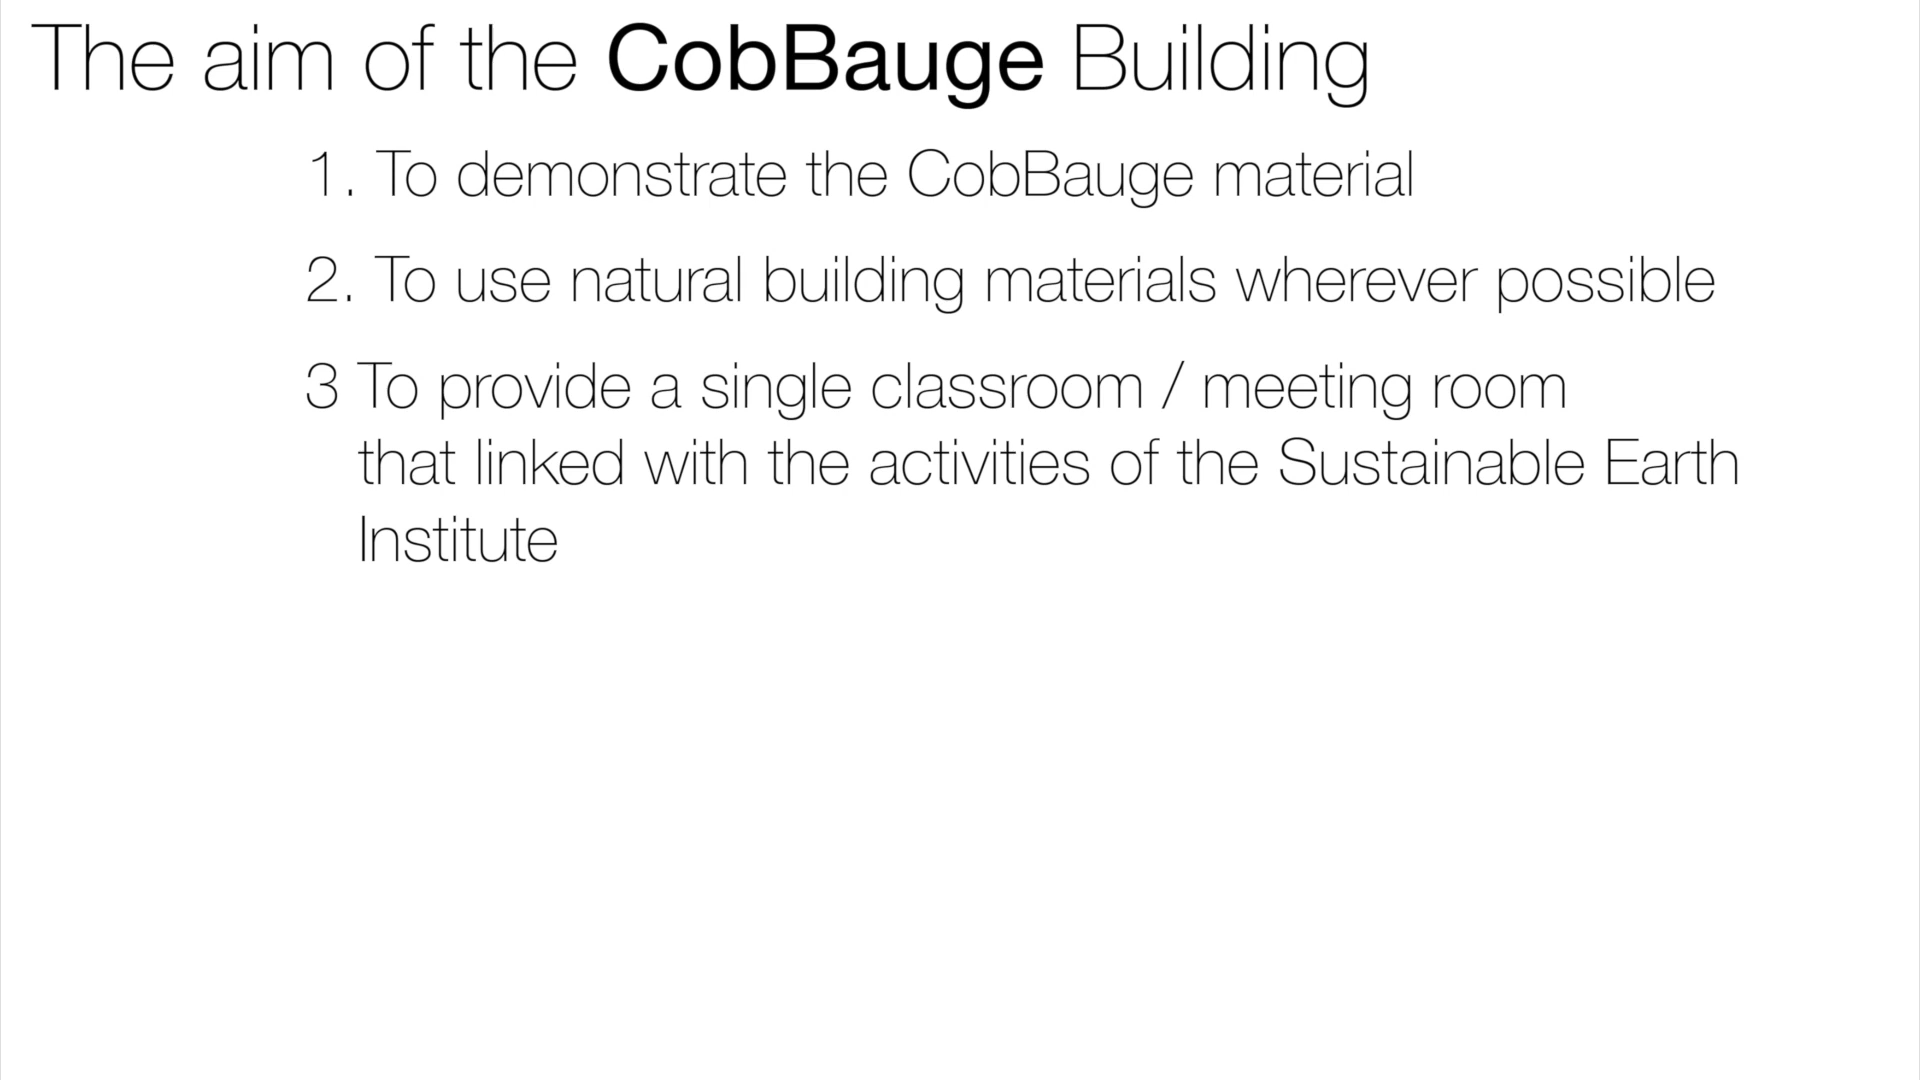 The aim of the CobBauge Building
1. To demonstrate the CobBauge material
2. To use natural building materials wherever possible
3 To provide a single classroom / meeting room
that linked with the activities of the Sustainable Earth
Institute